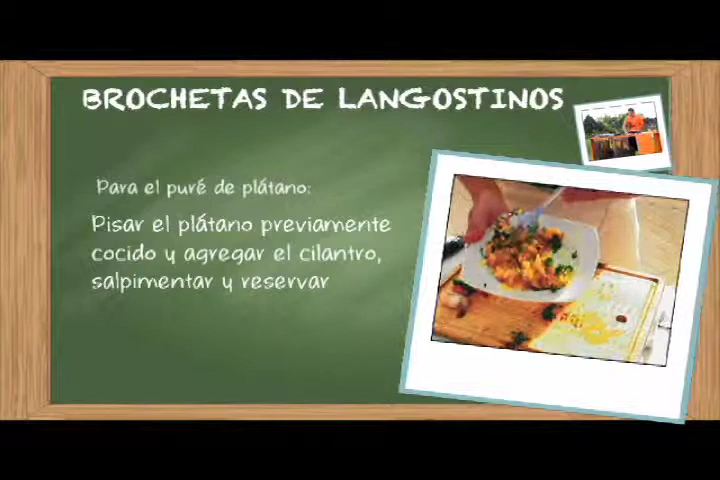 BROCHETAS DE LANGOSTINOS
Para el puré de plátano:
Pisar el plátano previamente
cocido y agregar el cilantro,
salpimentar y reservar